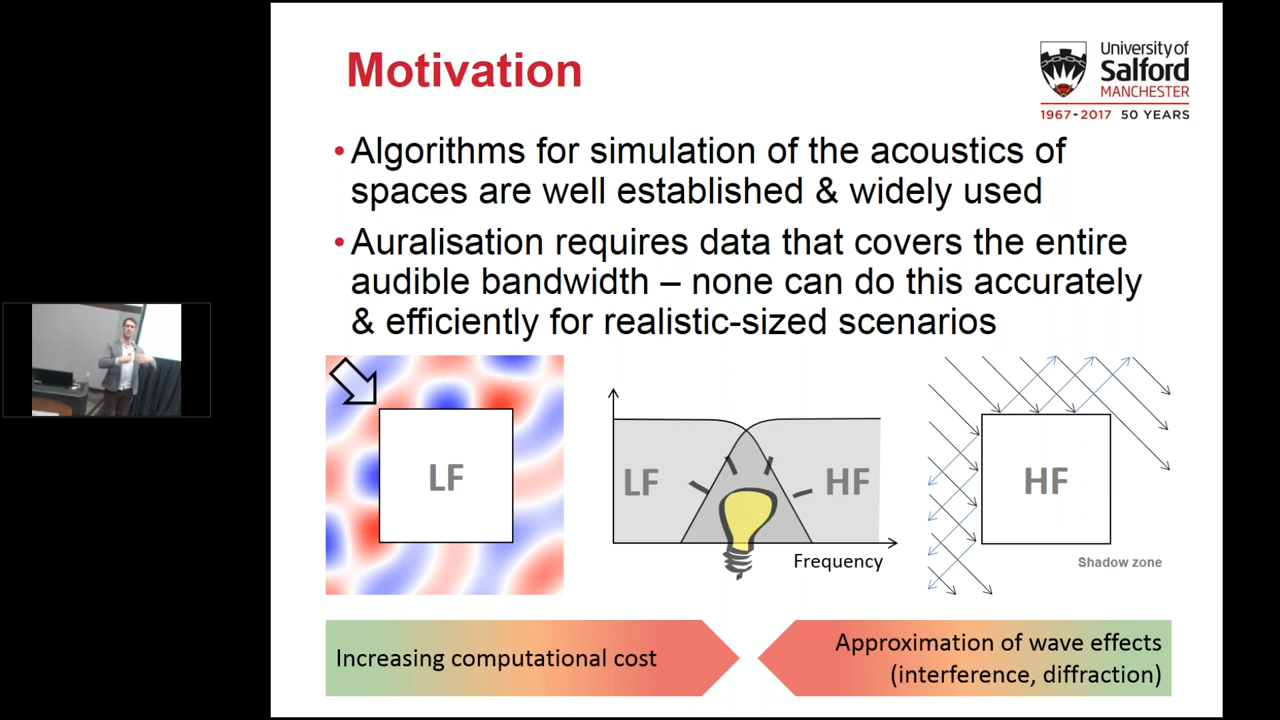 Motivation
University of
Salford
MANCHESTER
1967-2017 50 YEARS
•Algorithms for simulation of the acoustics of
spaces are well established & widely used
•Auralisation requires data that covers the entire
audible bandwidth – none can do this accurately
& efficiently for realistic-sized scenarios
LF
LF
HF
Frequency
HF
Shadow zone
Increasing computational cost
Approximation of wave effects
(interference, diffraction)